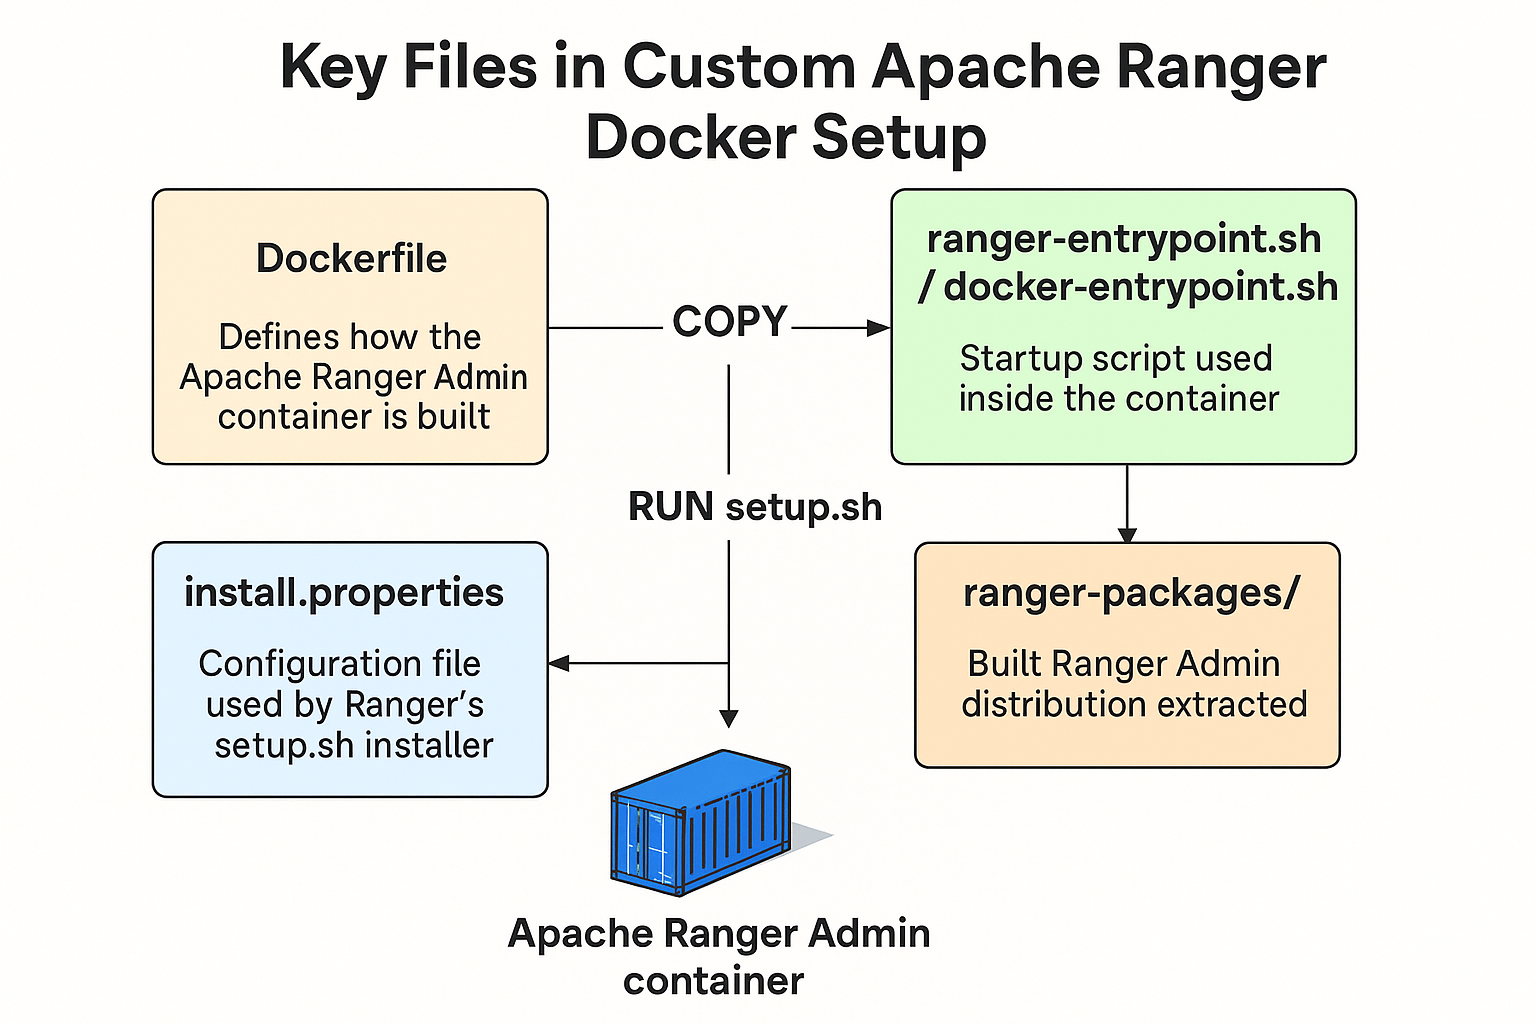 Key Files in Custom Apache Ranger
Docker Setup
Dockerfile
Defines how the
Apache Ranger Admin
container is built
COPY
ranger-entrypoint.sh
/ docker-entrypoint.sh
Startup script used
inside the container
RUN setup.sh
install.properties
Configuration file
used by Ranger's
setup.sh installer
ranger-packages/
Built Ranger Admin
distribution extracted
Apache Ranger Admin
container